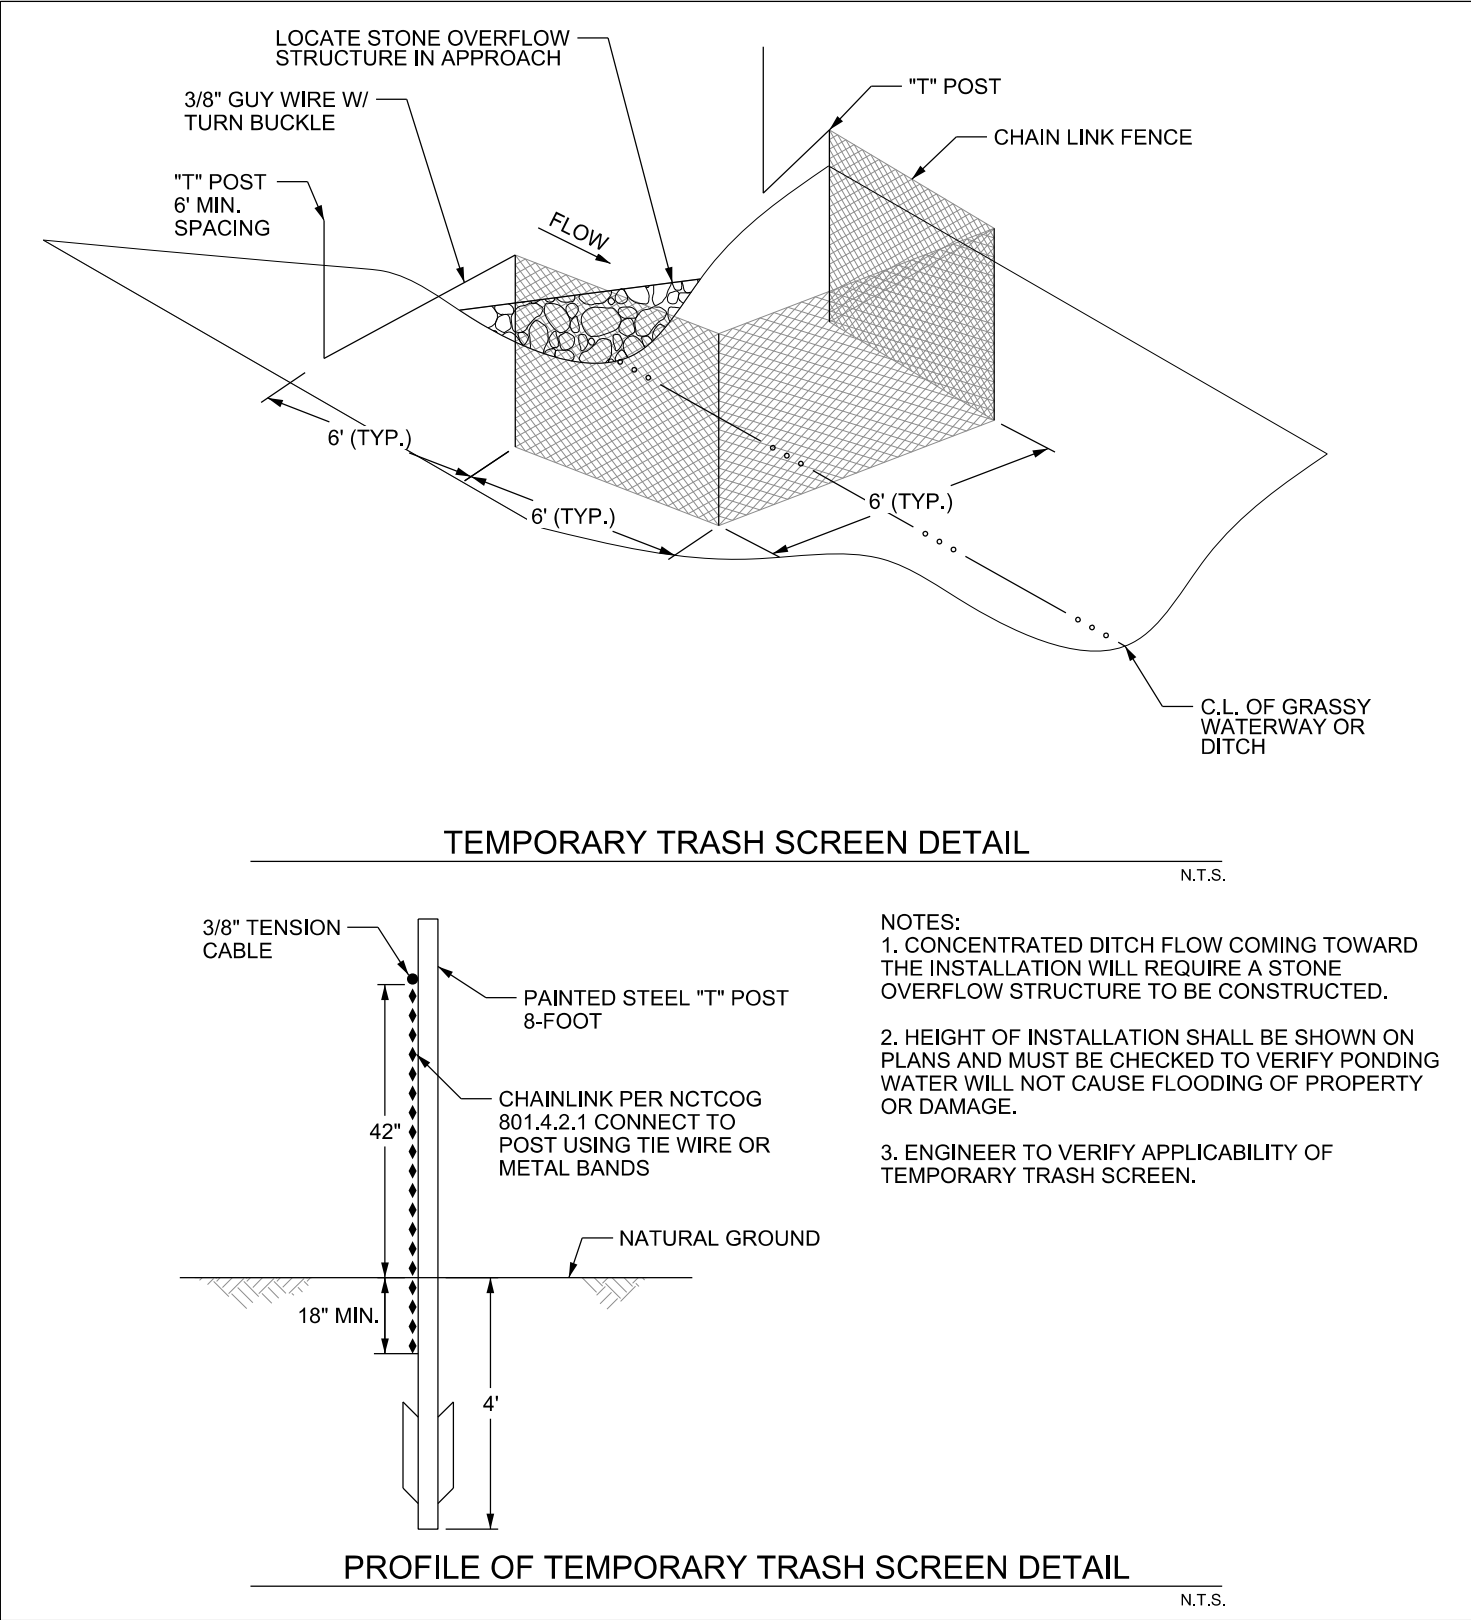 LOCATE STONE OVERFLOW
STRUCTURE IN APPROACH
3/8" GUY WIRE W/
TURN BUCKLE
"T" POST
6' MIN.
SPACING
FLOW
"T" POST
CHAIN LINK FENCE
6' (TYP.)
6' (TYP.)
6' (TYP.)
C.L. OF GRASSY
WATERWAY OR
DITCH
TEMPORARY TRASH SCREEN DETAIL
N.T.S.
3/8" TENSION
CABLE
PAINTED STEEL "T" POST
8-FOOT
CHAINLINK PER NCTCOG
801.4.2.1 CONNECT TO
POST USING TIE WIRE OR
METAL BANDS
42"
NATURAL GROUND
18" MIN.
4'
NOTES:
1. CONCENTRATED DITCH FLOW COMING TOWARD
THE INSTALLATION WILL REQUIRE A STONE
OVERFLOW STRUCTURE TO BE CONSTRUCTED.
2. HEIGHT OF INSTALLATION SHALL BE SHOWN ON
PLANS AND MUST BE CHECKED TO VERIFY PONDING
WATER WILL NOT CAUSE FLOODING OF PROPERTY
OR DAMAGE.
3. ENGINEER TO VERIFY APPLICABILITY OF
TEMPORARY TRASH SCREEN.
PROFILE OF TEMPORARY TRASH SCREEN DETAIL
N.T.S.